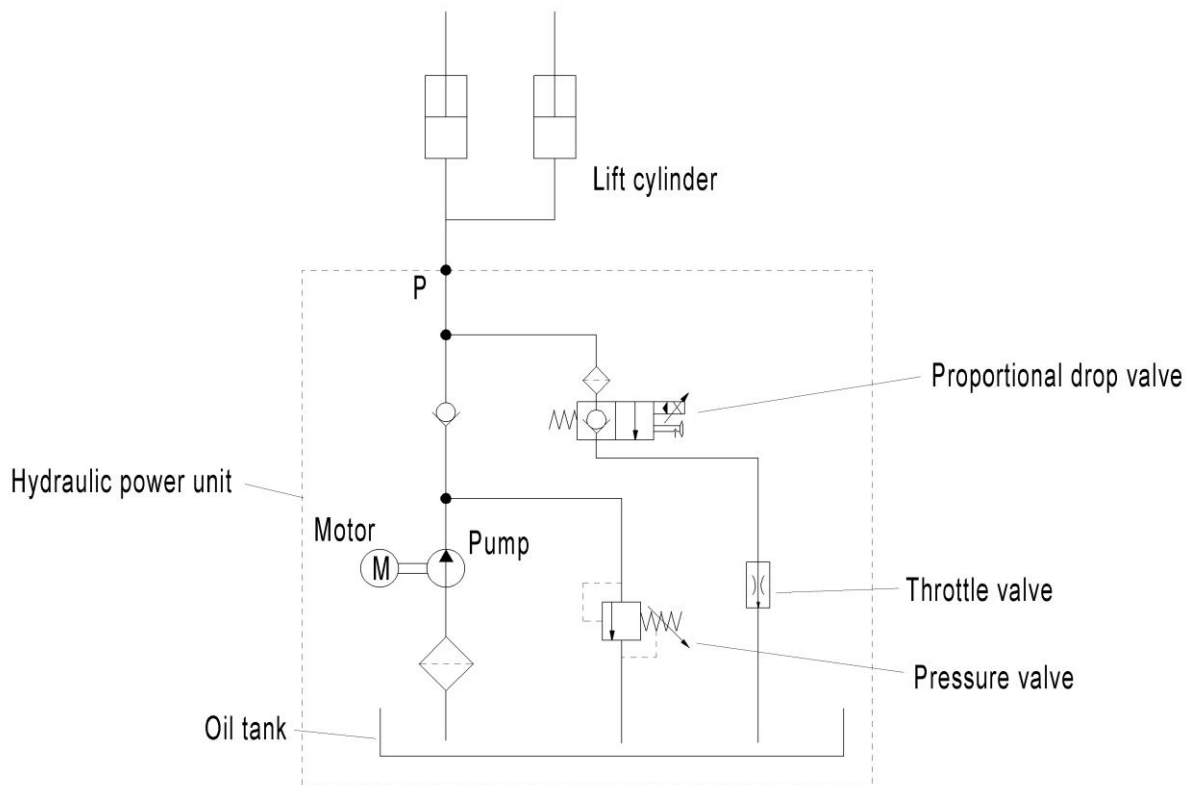 Lift cylinder
P
Proportional drop valve
Hydraulic power unit
Motor
Pump
M
Throttle valve
Pressure valve
Oil tank